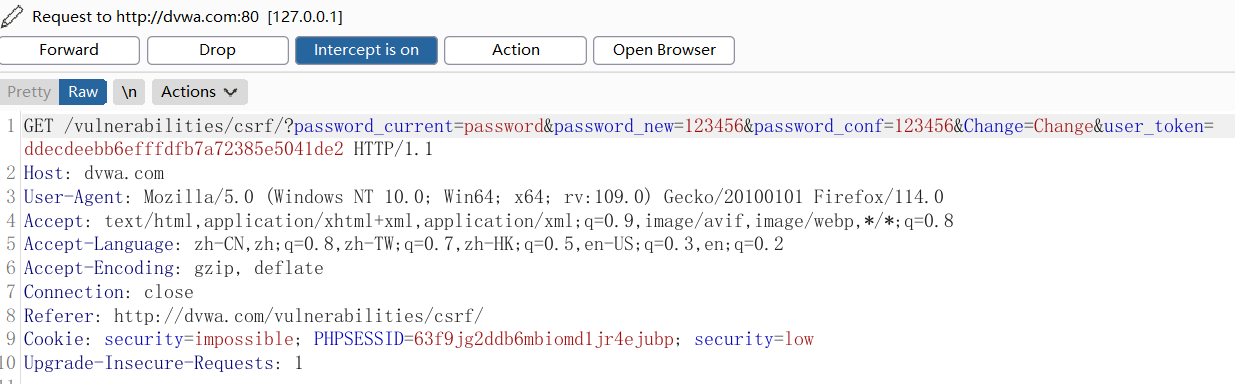 Request to http://dvwa.com:80 [127.0.0.1]
Forward Drop Intercept is on Action Open Browser
Pretty Raw \n Actions
1 GET /vulnerabilities/csrf/?password_current=password&password_new=123456&password_conf=123456&Change=Change&user_token=
ddecdeebb6efffdfb7a72385e5041de2 HTTP/1.1
2 Host: dvwa.com
3 User-Agent: Mozilla/5.0 (Windows NT 10.0; Win64; x64; rv:109.0) Gecko/20100101 Firefox/114.0
4 Accept: text/html,application/xhtml+xml,application/xml;q=0.9,image/avif,image/webp,*/*;q=0.8
5 Accept-Language: zh-CN,zh;q=0.8,zh-TW;q=0.7,zh-HK;q=0.5,en-US;q=0.3,en;q=0.2
6 Accept-Encoding: gzip, deflate
7 Connection: close
8 Referer: http://dvwa.com/vulnerabilities/csrf/
9 Cookie: security=impossible; PHPSESSID=63f9jg2ddb6mbiomd1jr4ejubp; security=low
10 Upgrade-Insecure-Requests: 1